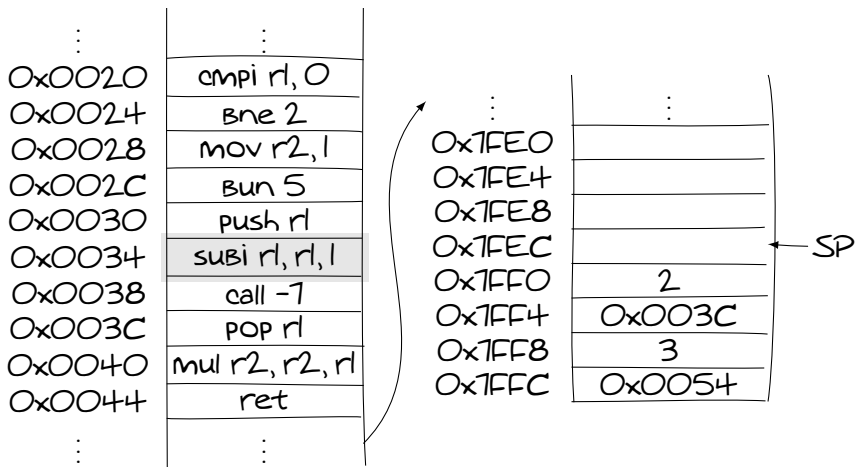 ⋮ ⋮
0x0020 cmpi r1, 0
0x0024 bne 2
0x0028 mov r2, 1
0x002C bun 5
0x0030 push r1
0x0034 subi r1, r1, 1
0x0038 call -7
0x003C pop r1
0x0040 mul r2, r2, r1
0x0044 ret
⋮ ⋮
⋮ ⋮
0x7FE0
0x7FE4
0x7FE8
0x7FEC SP
0x7FF0 2
0x7FF4 0x003C
0x7FF8 3
0x7FFC 0x0054